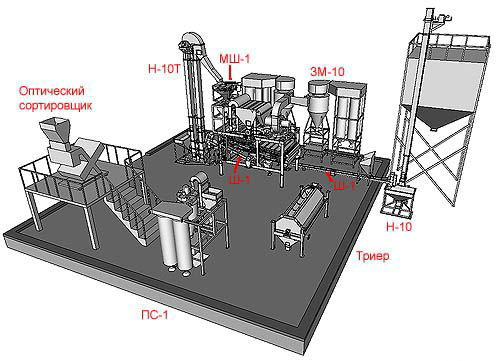 МШ-1
ЗМ-10
Н-10Т
Оптический
сортировщик
Ш-1
Ш-1
Н-10
Триер
ПС-1